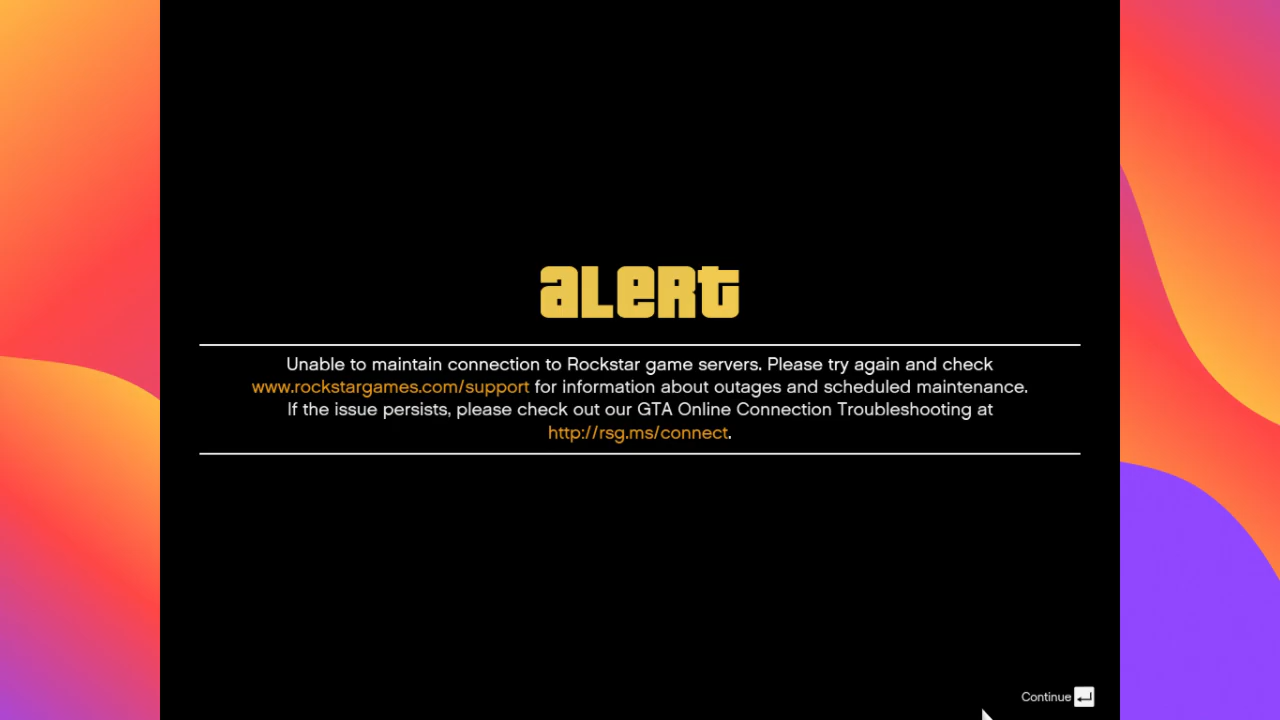 aLeRt
Unable to maintain connection to Rockstar game servers. Please try again and check
www.rockstargames.com/support for information about outages and scheduled maintenance.
If the issue persists, please check out our GTA Online Connection Troubleshooting at
http://rsg.ms/connect.
Continue